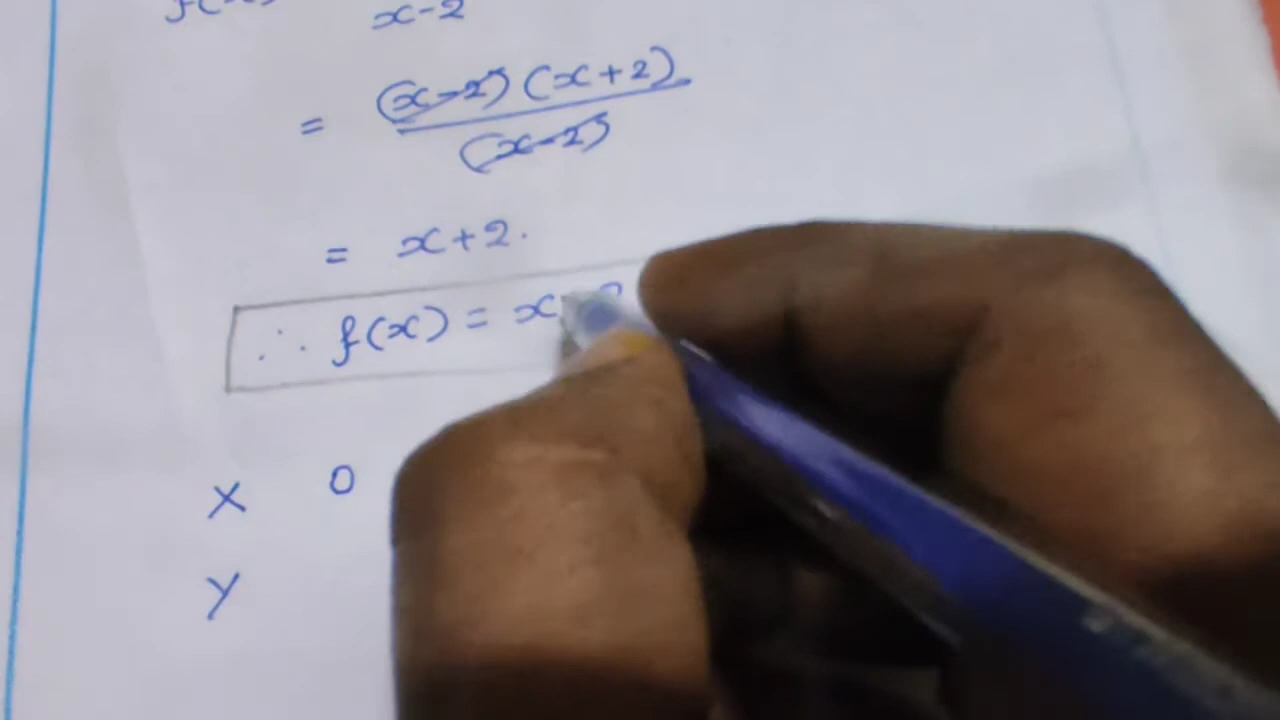 f(x)
x-2
= (x-2) (x+2)
(x-2)
= x+2.
∴ f(x) = x
X 0
Y